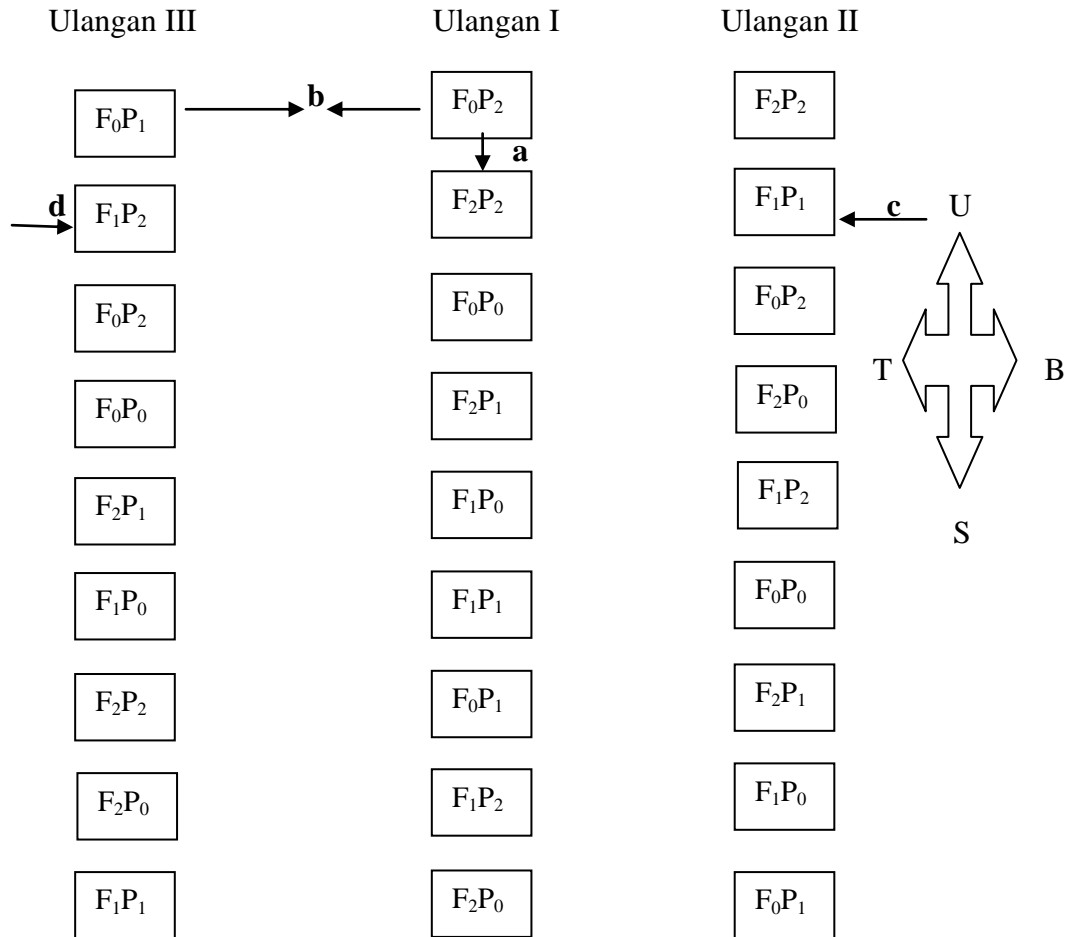 Ulangan III Ulangan I Ulangan II
F₀P₁ b F₀P₂ F₂P₂
a
d F₁P₂ F₂P₂ F₁P₁ c U
F₀P₂ F₀P₀ F₀P₂
T B
F₀P₀ F₂P₁ F₂P₀
F₂P₁ F₁P₀ F₁P₂
S
F₁P₀ F₁P₁ F₀P₀
F₂P₂ F₀P₁ F₂P₁
F₂P₀ F₁P₂ F₁P₀
F₁P₁ F₂P₀ F₀P₁